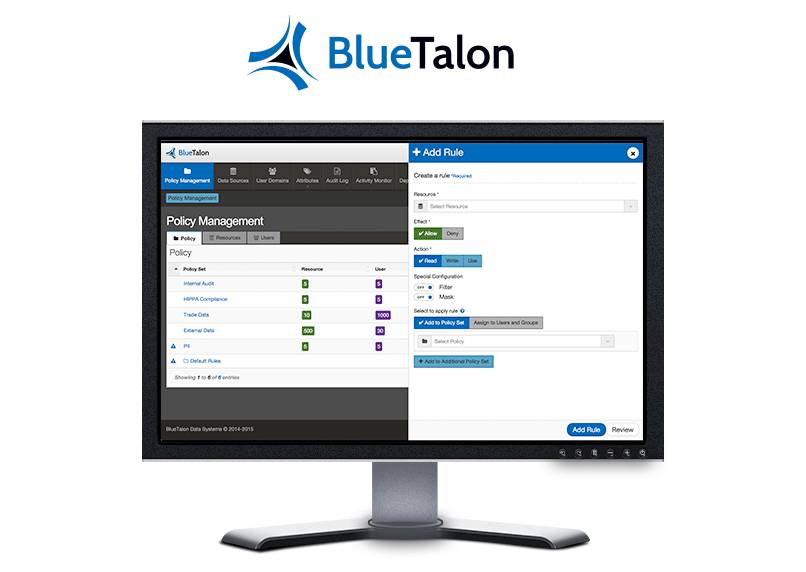 BlueTalon
BlueTalon
Policy Management
Data Sources
User Domains
Attributes
Audit Log
Activity Monitor
Policy Management
Policy Management
Policy
Resources
Users
Policy
Policy Set Resource User
Internal Audit 5 5
HIPPA Compliance 5 5
Trade Data 10 1000
External Data 500 30
PII 5 5
Default Rules
Showing 1 to 6 of 6 entries
BlueTalon Data Systems © 2014-2015
+ Add Rule
Create a rule *Required
Resource *
Select Resource
Effect *
Allow Deny
Action *
Read Write Use
Special Configuration
OFF Filter
OFF Mask
Select to apply rule
Add to Policy Set Assign to Users and Groups
Select Policy
+ Add to Additional Policy Set
Add Rule Review